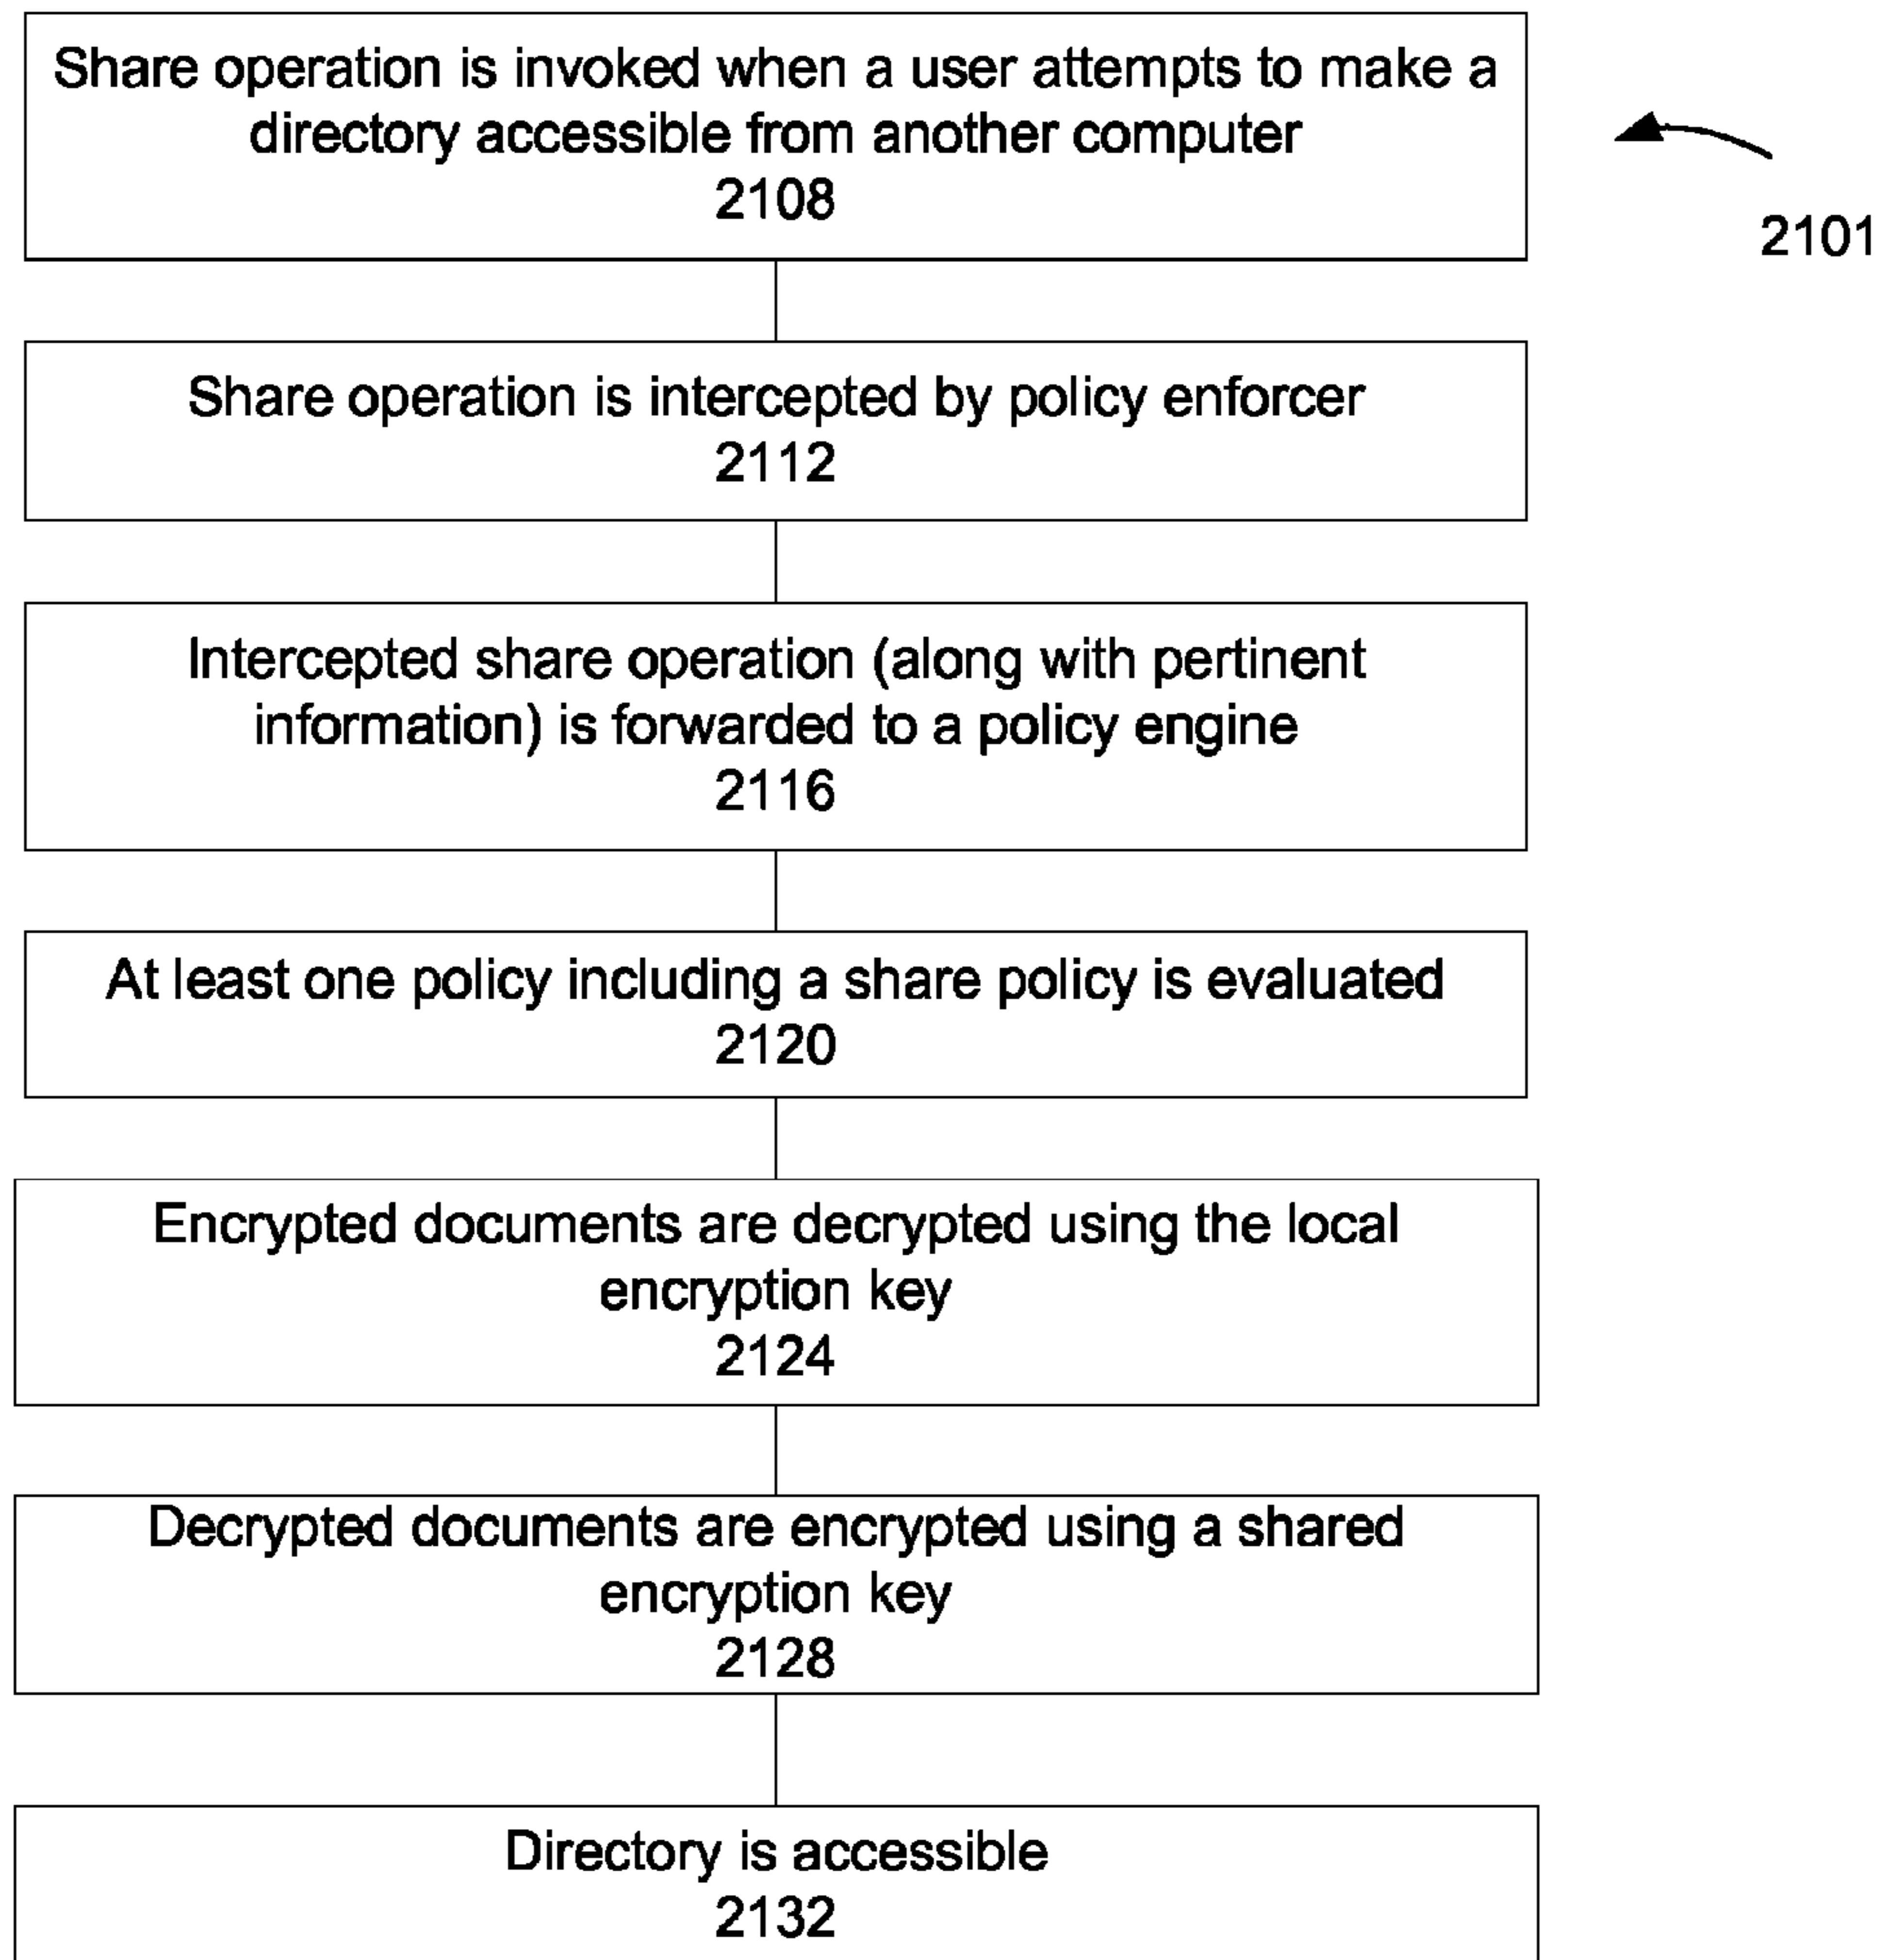 Share operation is invoked when a user attempts to make a
directory accessible from another computer
2108
2101
Share operation is intercepted by policy enforcer
2112
Intercepted share operation (along with pertinent
information) is forwarded to a policy engine
2116
At least one policy including a share policy is evaluated
2120
Encrypted documents are decrypted using the local
encryption key
2124
Decrypted documents are encrypted using a shared
encryption key
2128
Directory is accessible
2132